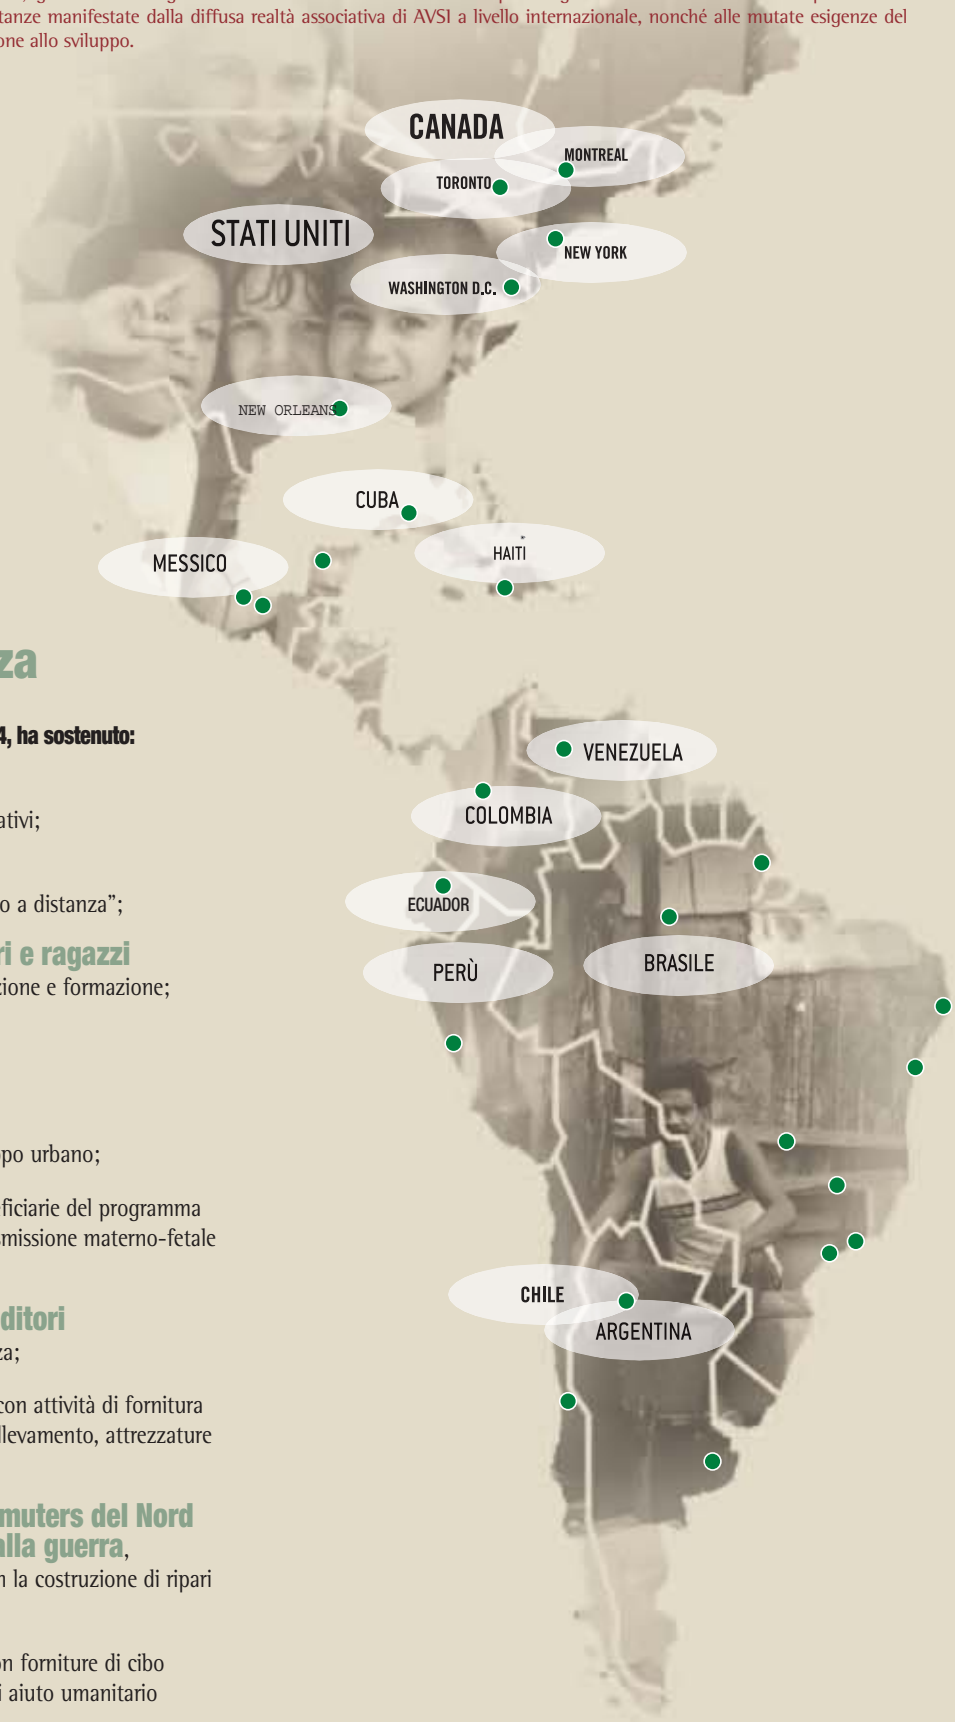 tanze manifestate dalla diffusa realtà associativa di AVSI a livello internazionale, nonché alle mutate esigenze del
one allo sviluppo.
CANADA
MONTREAL
TORONTO
STATI UNITI
NEW YORK
WASHINGTON D.C.
NEW ORLEANS
CUBA
HAITI
MESSICO
za
4, ha sostenuto:
VENEZUELA
COLOMBIA
ativi;
ECUADOR
o a distanza”;
ri e ragazzi
PERÙ
BRASILE
zione e formazione;
po urbano;
ficiarie del programma
smissione materno-fetale
CHILE
ditori
ARGENTINA
za;
con attività di fornitura
llevamento, attrezzature
muters del Nord
alla guerra,
n la costruzione di ripari
on forniture di cibo
i aiuto umanitario